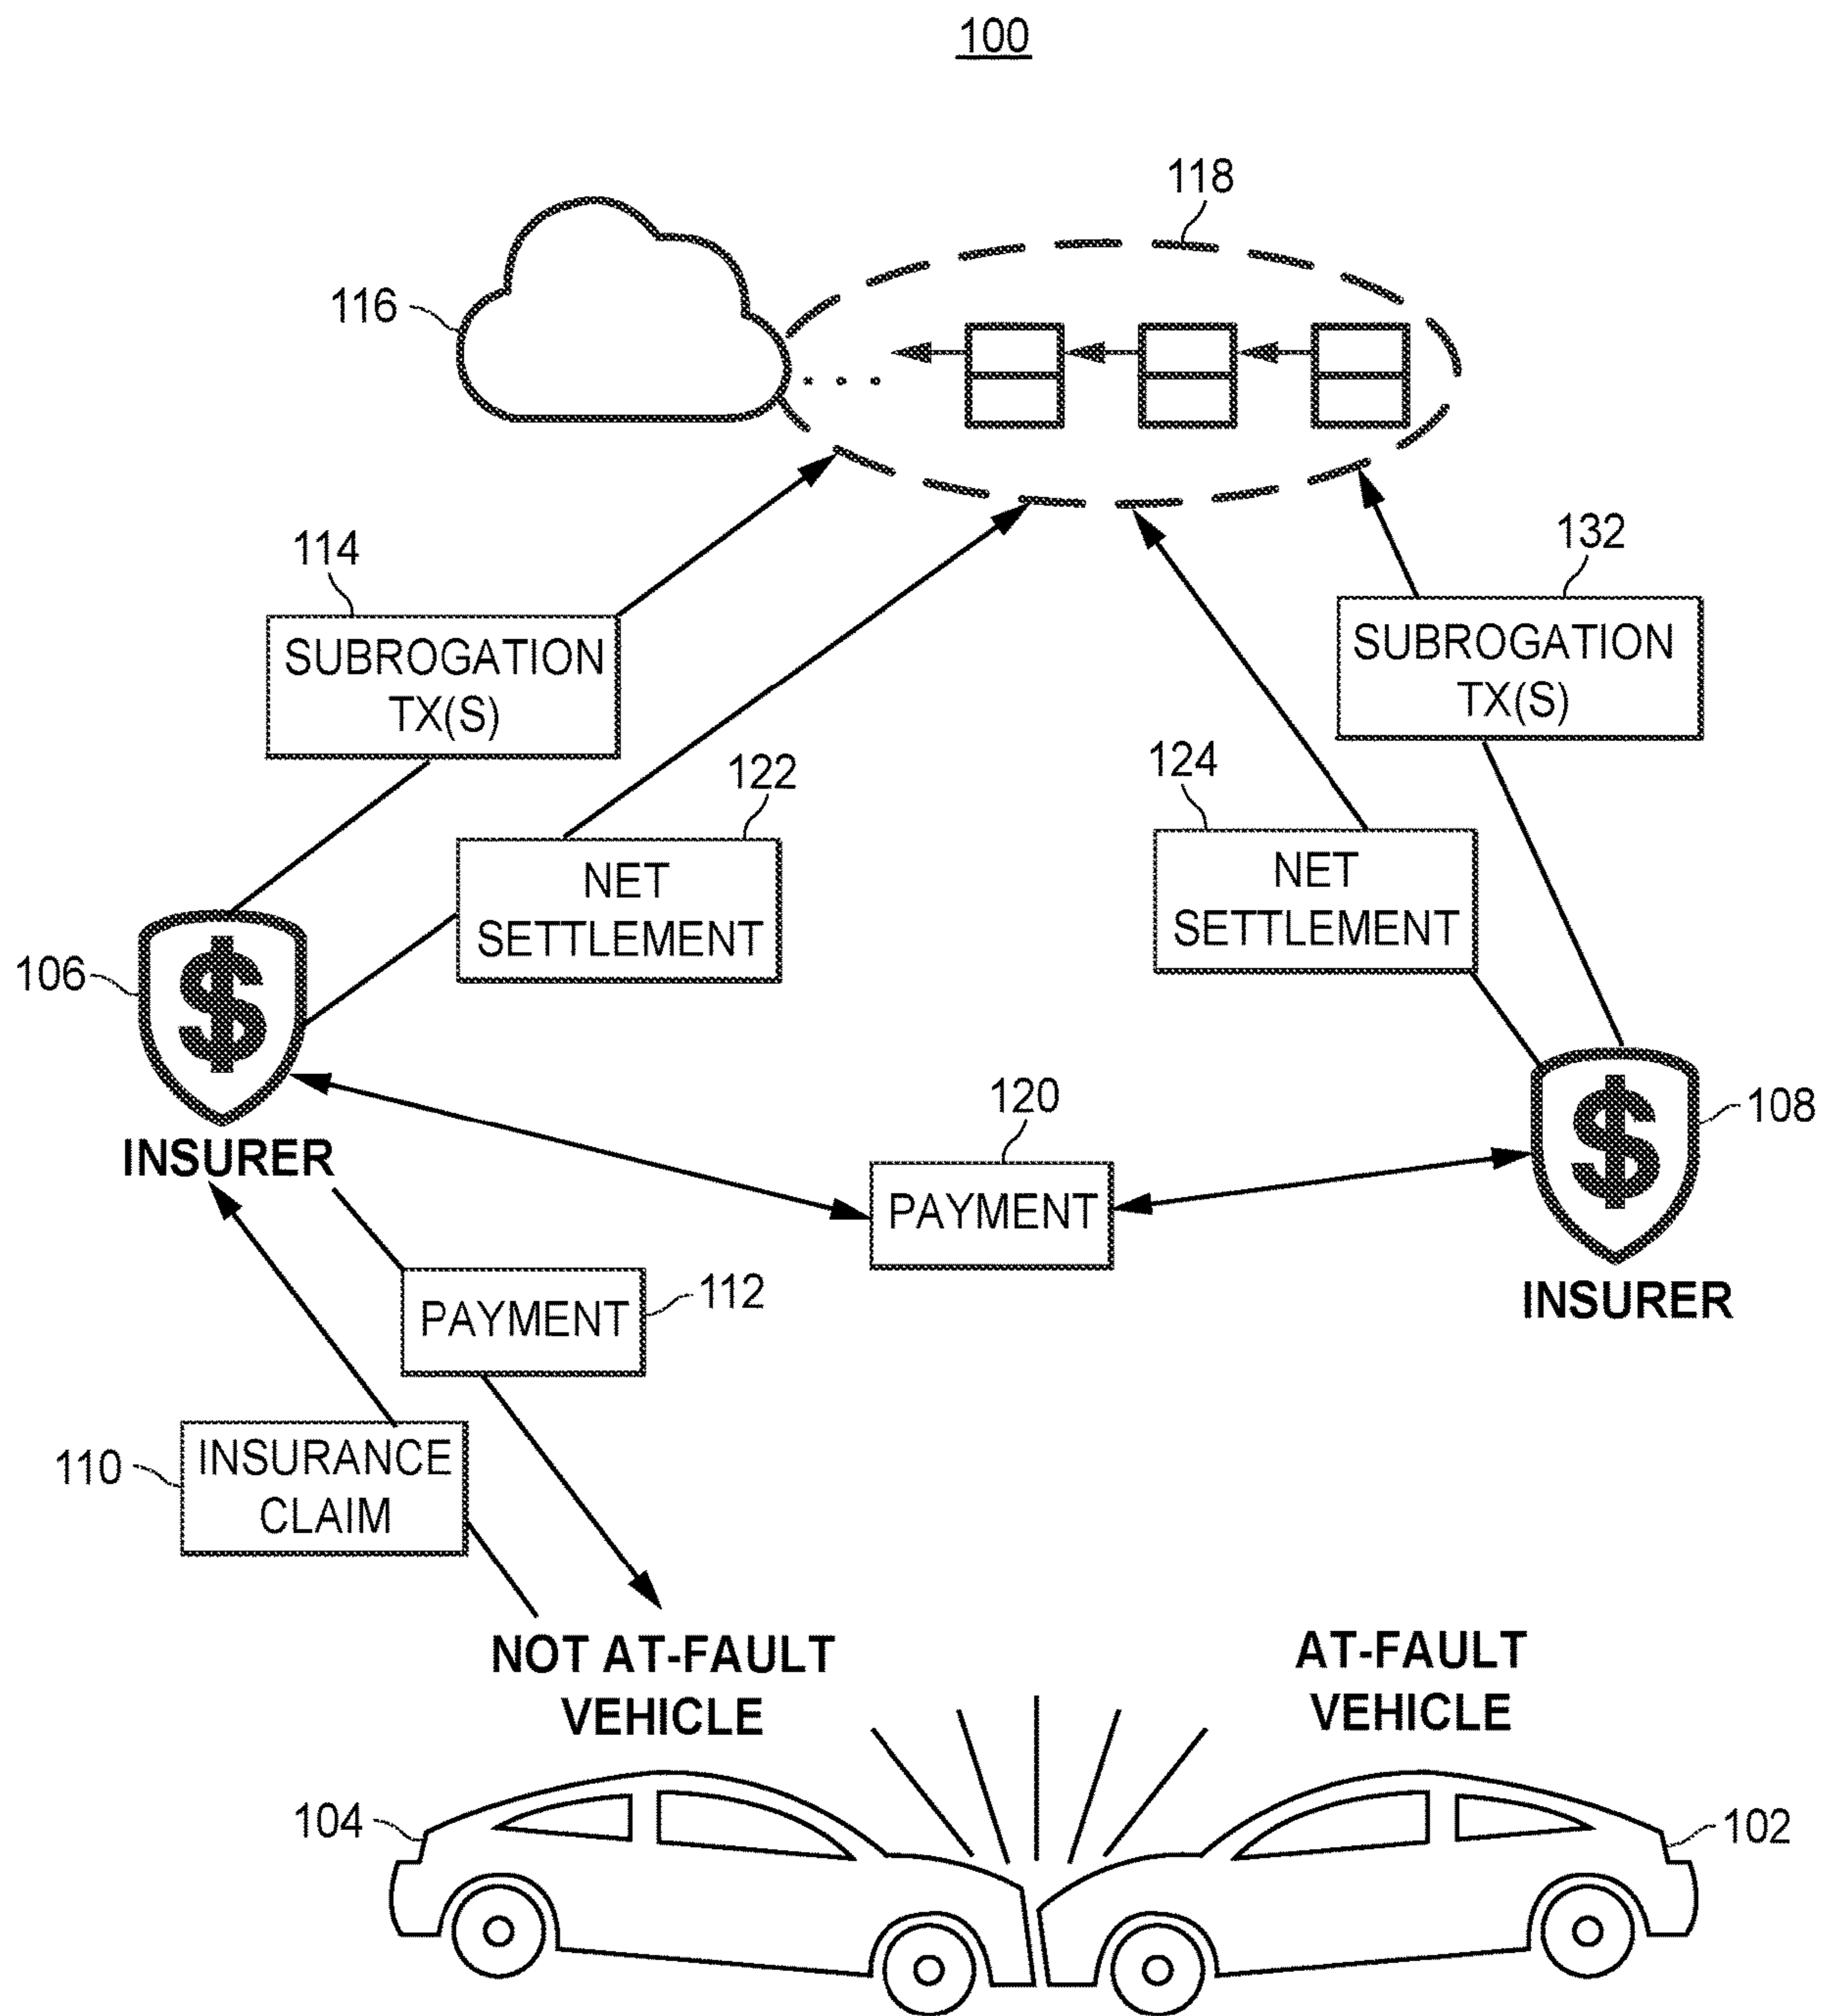 100
118
116
114
132
SUBROGATION
TX(S)
SUBROGATION
TX(S)
122
124
NET
SETTLEMENT
NET
SETTLEMENT
106
$
120
108
$
INSURER
PAYMENT
INSURER
PAYMENT
112
110
INSURANCE
CLAIM
NOT AT-FAULT
VEHICLE
AT-FAULT
VEHICLE
104
102